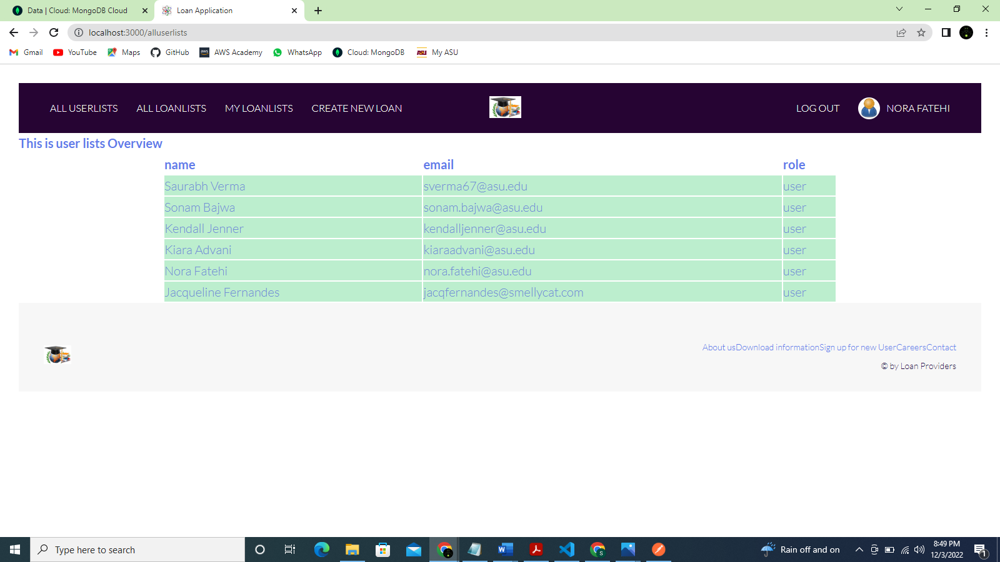 Data | Cloud: MongoDB Cloud
Loan Application
localhost:3000/alluserlists
Gmail YouTube Maps GitHub AWS Academy WhatsApp Cloud: MongoDB My ASU
ALL USERLISTS ALL LOANLISTS MY LOANLISTS CREATE NEW LOAN LOG OUT NORA FATEHI
This is user lists Overview
name email role
Saurabh Verma sverma67@asu.edu user
Sonam Bajwa sonam.bajwa@asu.edu user
Kendall Jenner kendalljenner@asu.edu user
Kiara Advani kiaraadvani@asu.edu user
Nora Fatehi nora.fatehi@asu.edu user
Jacqueline Fernandes jacqfernandes@smellycat.com user
About usDownload informationSign up for new UserCareersContact
© by Loan Providers
Type here to search
Rain off and on
8:49 PM
12/3/2022
1